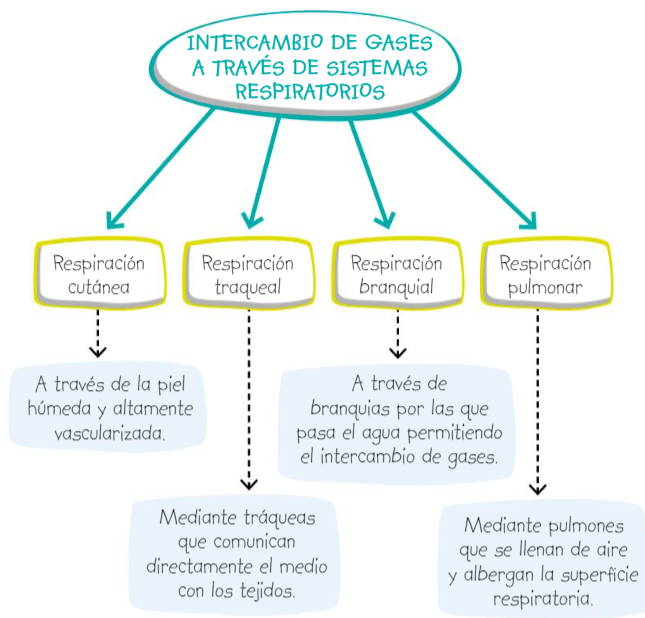 INTERCAMBIO DE GASES
A TRAVÉS DE SISTEMAS
RESPIRATORIOS
Respiración
cutánea
Respiración
traqueal
Respiración
branquial
Respiración
pulmonar
A través de la piel
húmeda y altamente
vascularizada.
A través de
branquias por las que
pasa el agua permitiendo
el intercambio de gases.
Mediante tráqueas
que comunican
directamente el medio
con los tejidos.
Mediante pulmones
que se llenan de aire
y albergan la superficie
respiratoria.